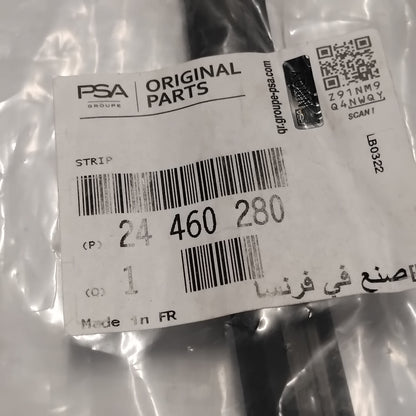 PSA
GROUPE
ORIGINAL
PARTS
qr.groupe-psa.com
Z91NM9
Q4NWQY
SCAN !
LB0322
STRIP
(P) 24 460 280
(Q) 1
صنع في فرنسا
Made in FR